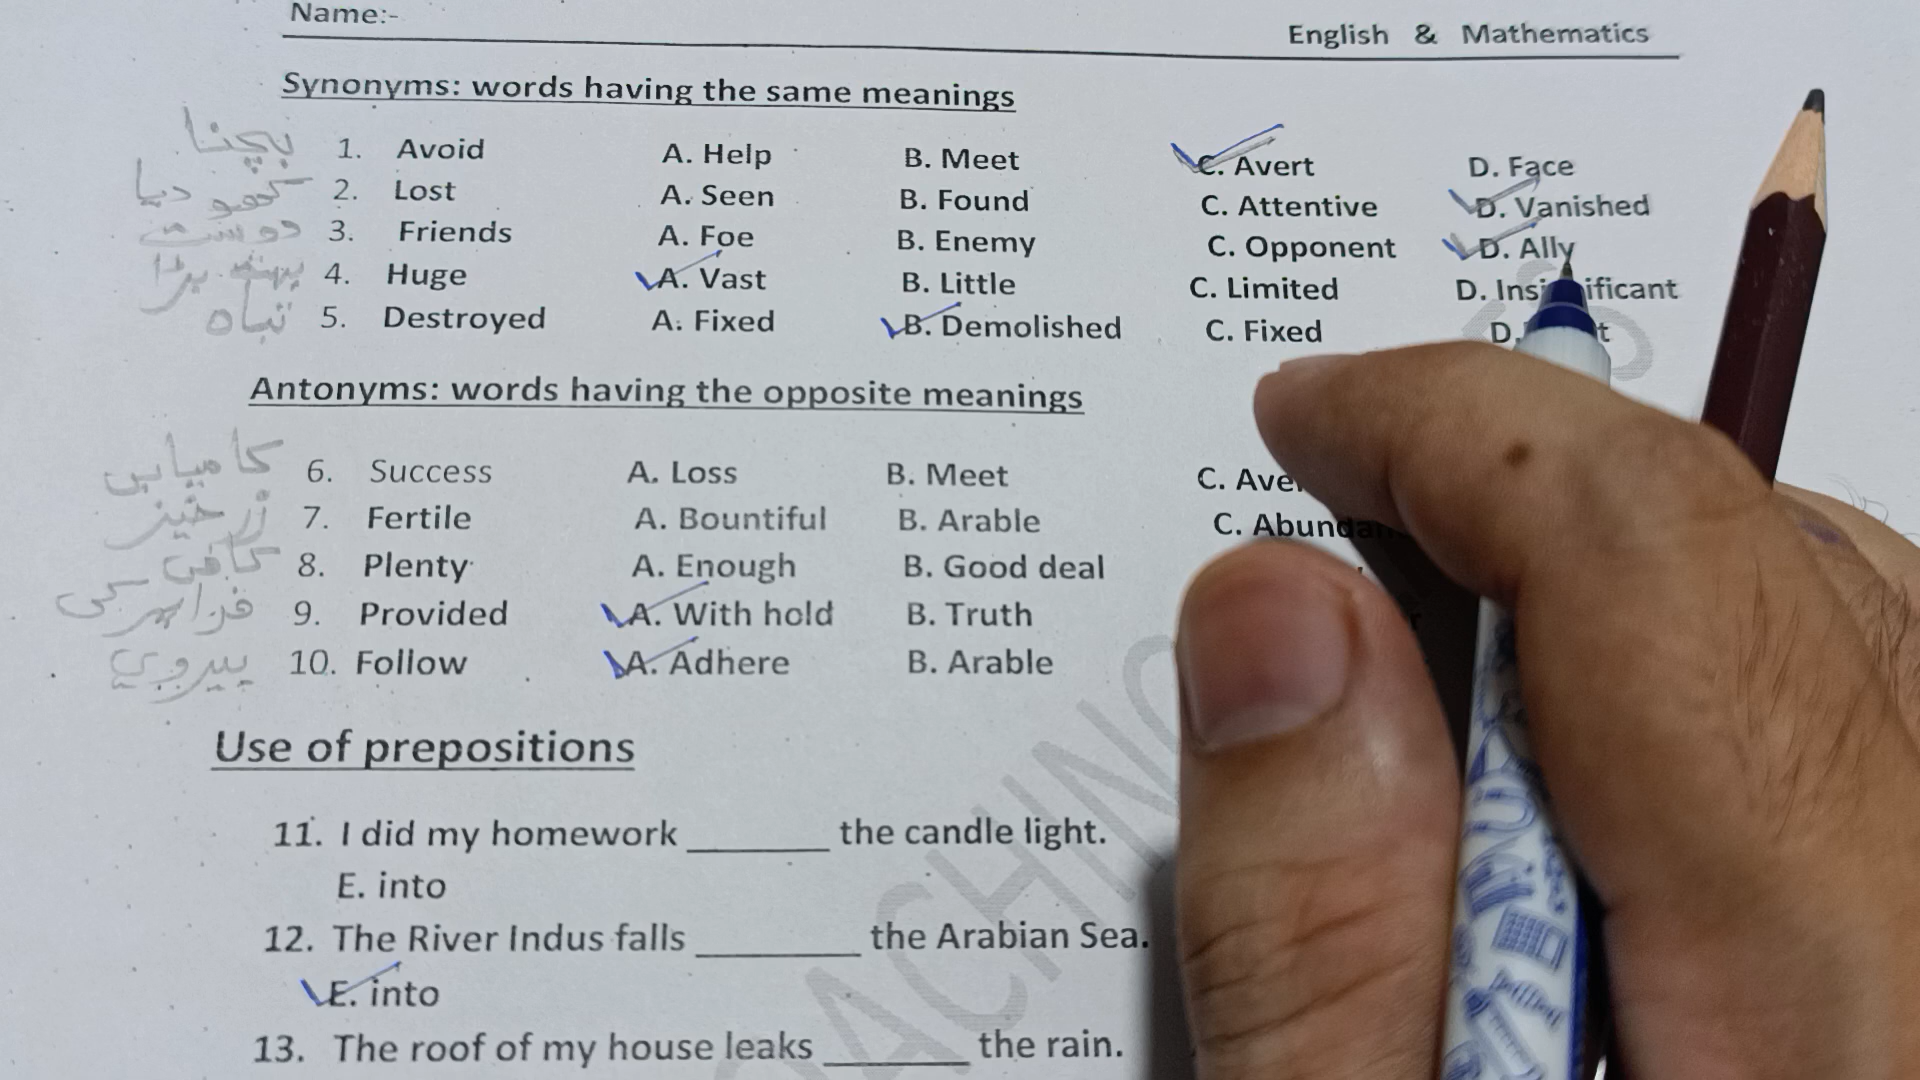 Name:-
English & Mathematics
Synonyms: words having the same meanings
بچنا 1. Avoid A. Help B. Meet C. Avert D. Face
کھو دیا 2. Lost A. Seen B. Found C. Attentive D. Vanished
دوست 3. Friends A. Foe B. Enemy C. Opponent D. Ally
بہت بڑا 4. Huge A. Vast B. Little C. Limited D.
تباہ 5. Destroyed A. Fixed B. Demolished C. Fixed D.
Antonyms: words having the opposite meanings
کامیابی 6. Success A. Loss B. Meet C.
زرخیز 7. Fertile A. Bountiful B. Arable C.
کافی 8. Plenty A. Enough B. Good deal
فراہم کی 9. Provided A. With hold B. Truth
پیروی 10. Follow A. Adhere B. Arable
Use of prepositions
11. I did my homework ________ the candle light.
E. into
12. The River Indus falls _________ the Arabian Sea.
E. into
13. The roof of my house leaks ________ the rain.